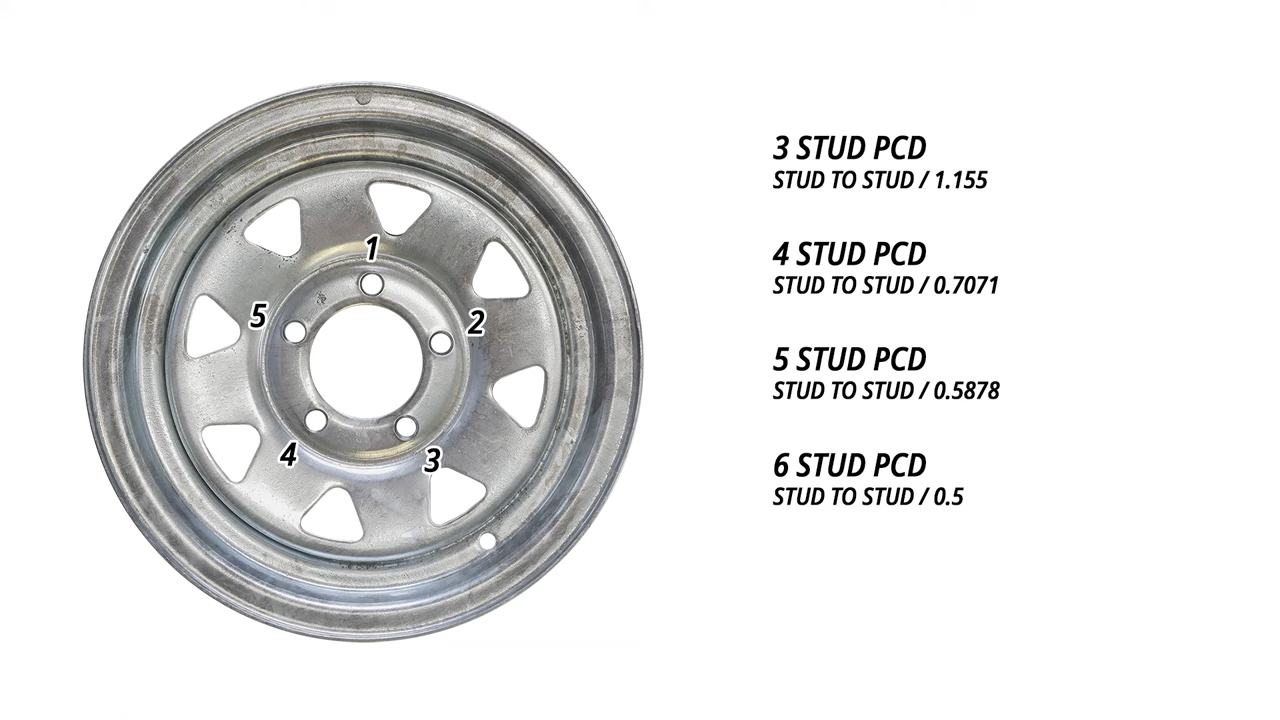 1
5
2
4
3
3 STUD PCD
STUD TO STUD / 1.155
4 STUD PCD
STUD TO STUD / 0.7071
5 STUD PCD
STUD TO STUD / 0.5878
6 STUD PCD
STUD TO STUD / 0.5